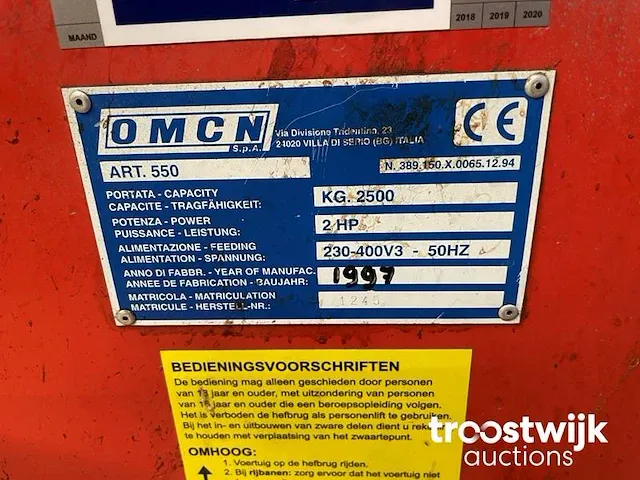 MAAND
2018 2019 2020
OMCN
S.p.A.
Via Divisione Tridentina, 23
24020 VILLA DI SERIO (BG) ITALIA
CE
ART. 550
N. 389.150.X.0065.12.94
PORTATA - CAPACITY
CAPACITE - TRAGFÄHIGKEIT:
KG. 2500
POTENZA - POWER
PUISSANCE - LEISTUNG:
2 HP
ALIMENTAZIONE - FEEDING
ALIMENTATION - SPANNUNG:
230-400V3 - 50HZ
ANNO DI FABBR. - YEAR OF MANUFAC.
ANNEE DE FABRICATION - BAUJAHR:
1997
MATRICOLA - MATRICULATION
MATRICULE - HERSTELL-NR.:
1245
BEDIENINGSVOORSCHRIFTEN
De bediening mag alleen geschieden door personen
van 18 jaar en ouder, met uitzondering van personen
van 16 jaar en ouder die een beroepsopleiding volgen.
Het is verboden de hefbrug als personenlift te gebruiken.
Bij het in- en uitbouwen van zware delen dient u
te houden met verplaatsing van het zwaartepunt.
OMHOOG:
1. Voertuig op de hefbrug rijden.
2. Bij rijbanen: zorg ervoor dat het voertuig niet
troostwijk
auctions